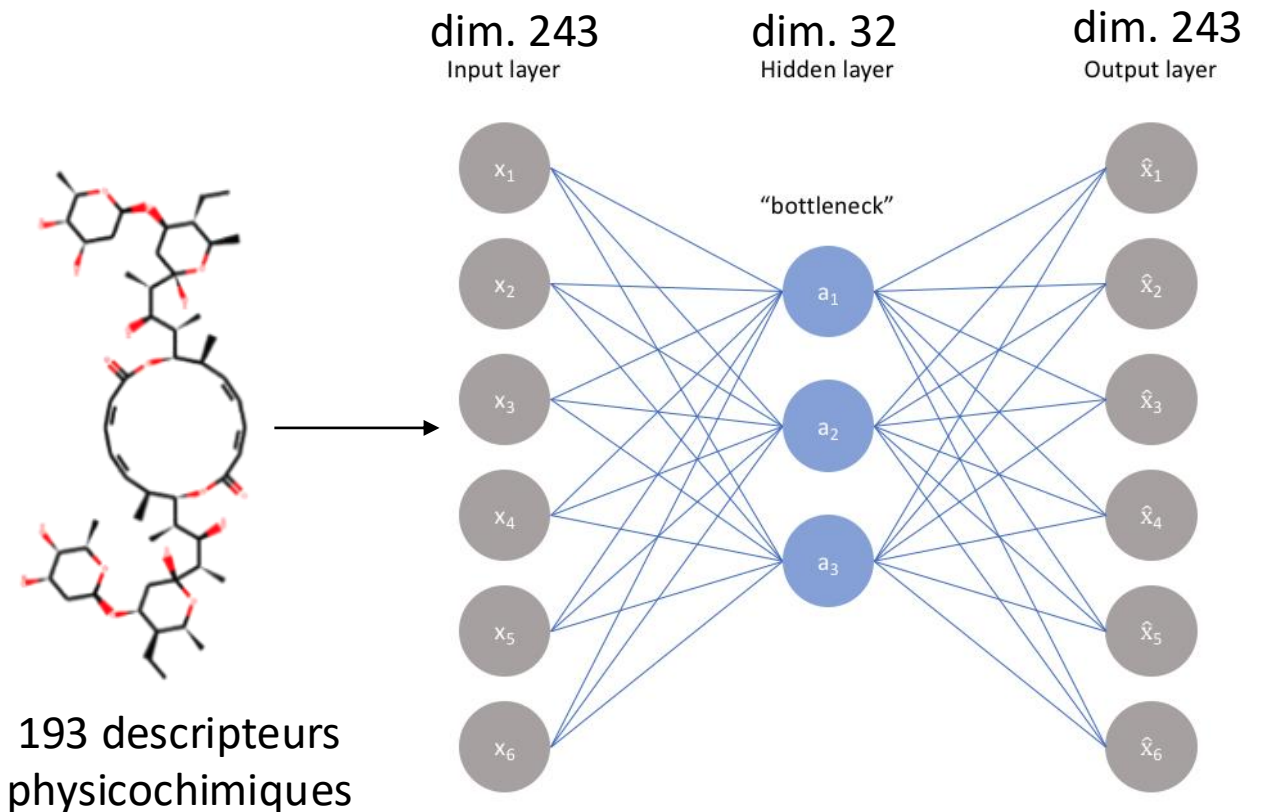 dim. 243
Input layer
dim. 32
Hidden layer
dim. 243
Output layer
“bottleneck”
x1
x2
x3
x4
x5
x6
a1
a2
a3
x̂1
x̂2
x̂3
x̂4
x̂5
x̂6
193 descripteurs
physicochimiques